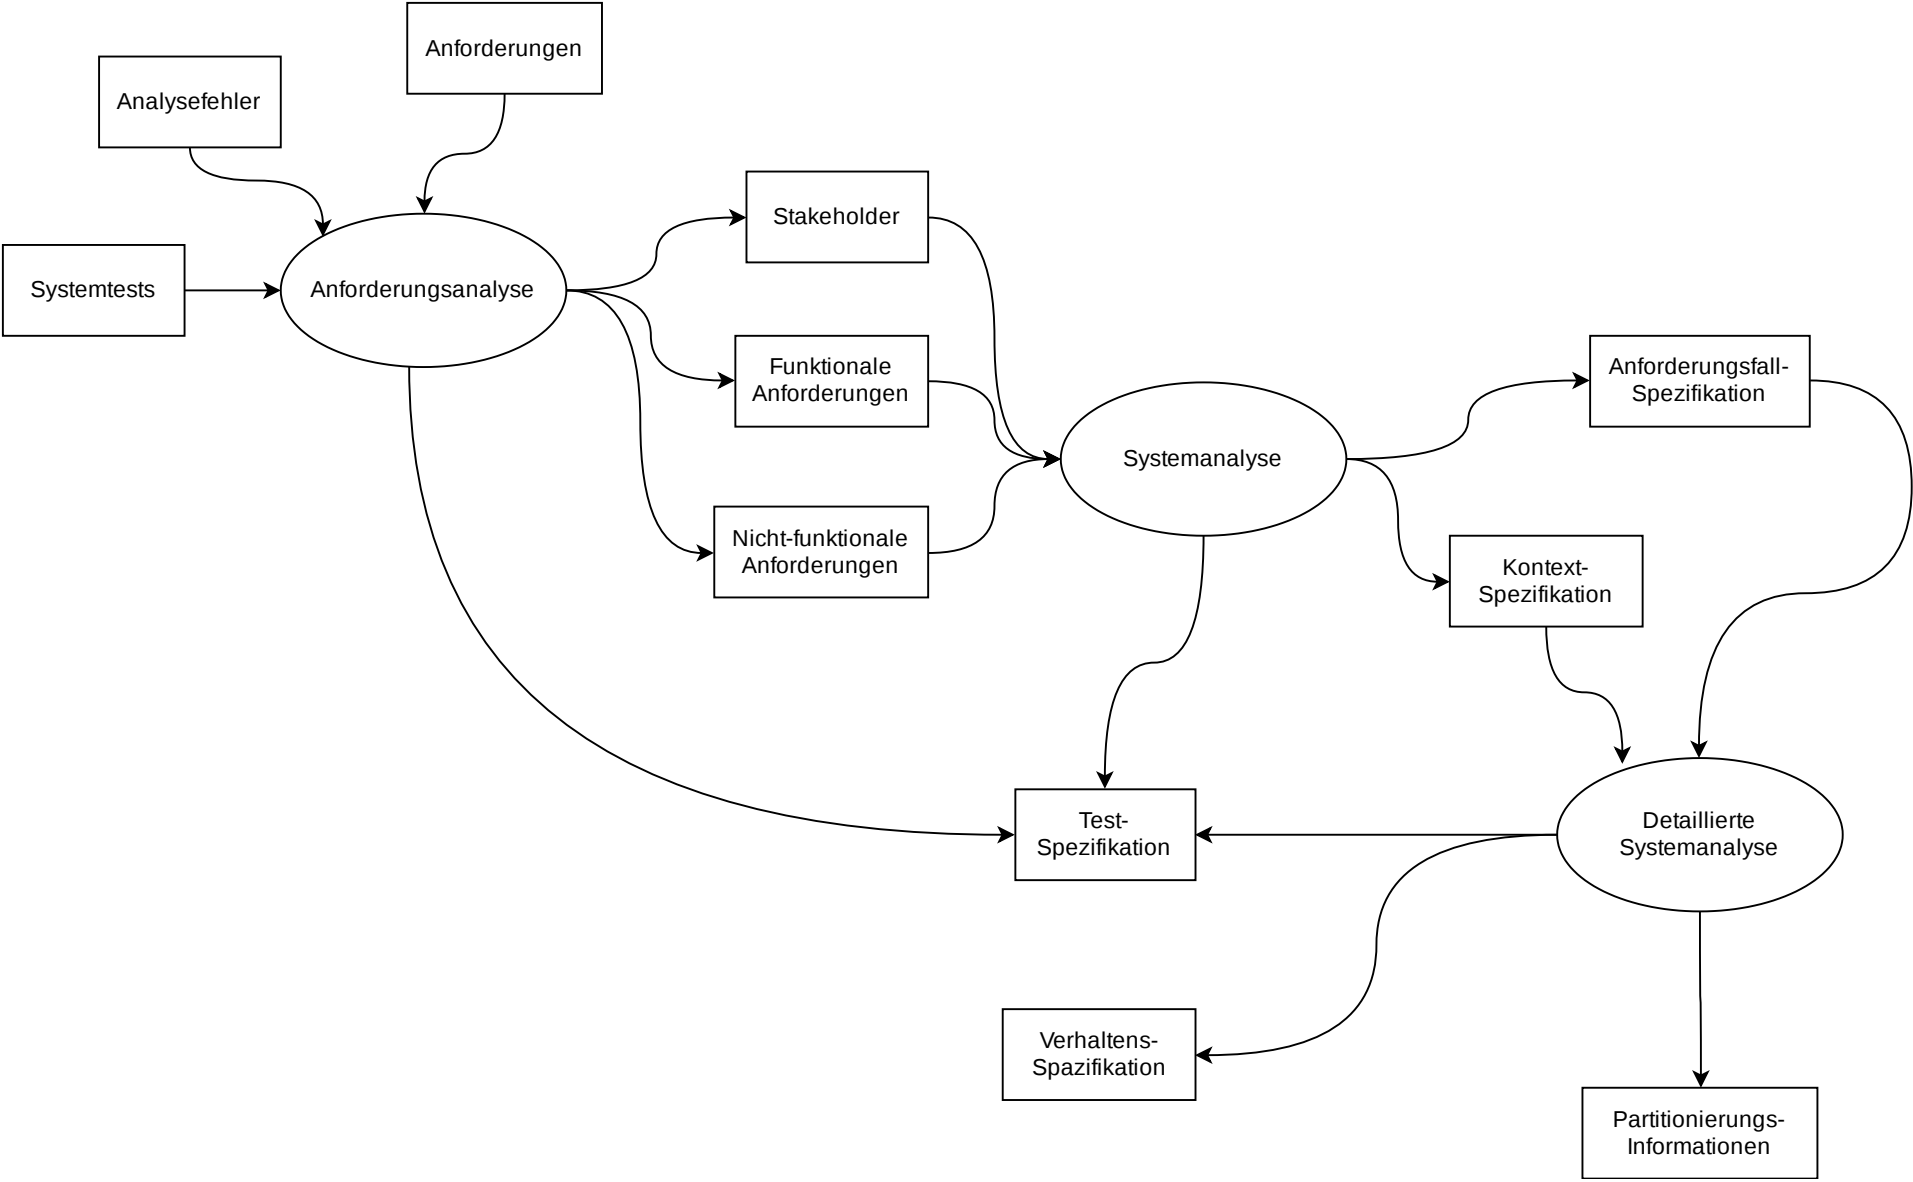 Anforderungen
Analysefehler
Stakeholder
Systemtests
Anforderungsanalyse
Funktionale
Anforderungen
Anforderungsfall-
Spezifikation
Systemanalyse
Nicht-funktionale
Anforderungen
Kontext-
Spezifikation
Test-
Spezifikation
Detaillierte
Systemanalyse
Verhaltens-
Spazifikation
Partitionierungs-
Informationen